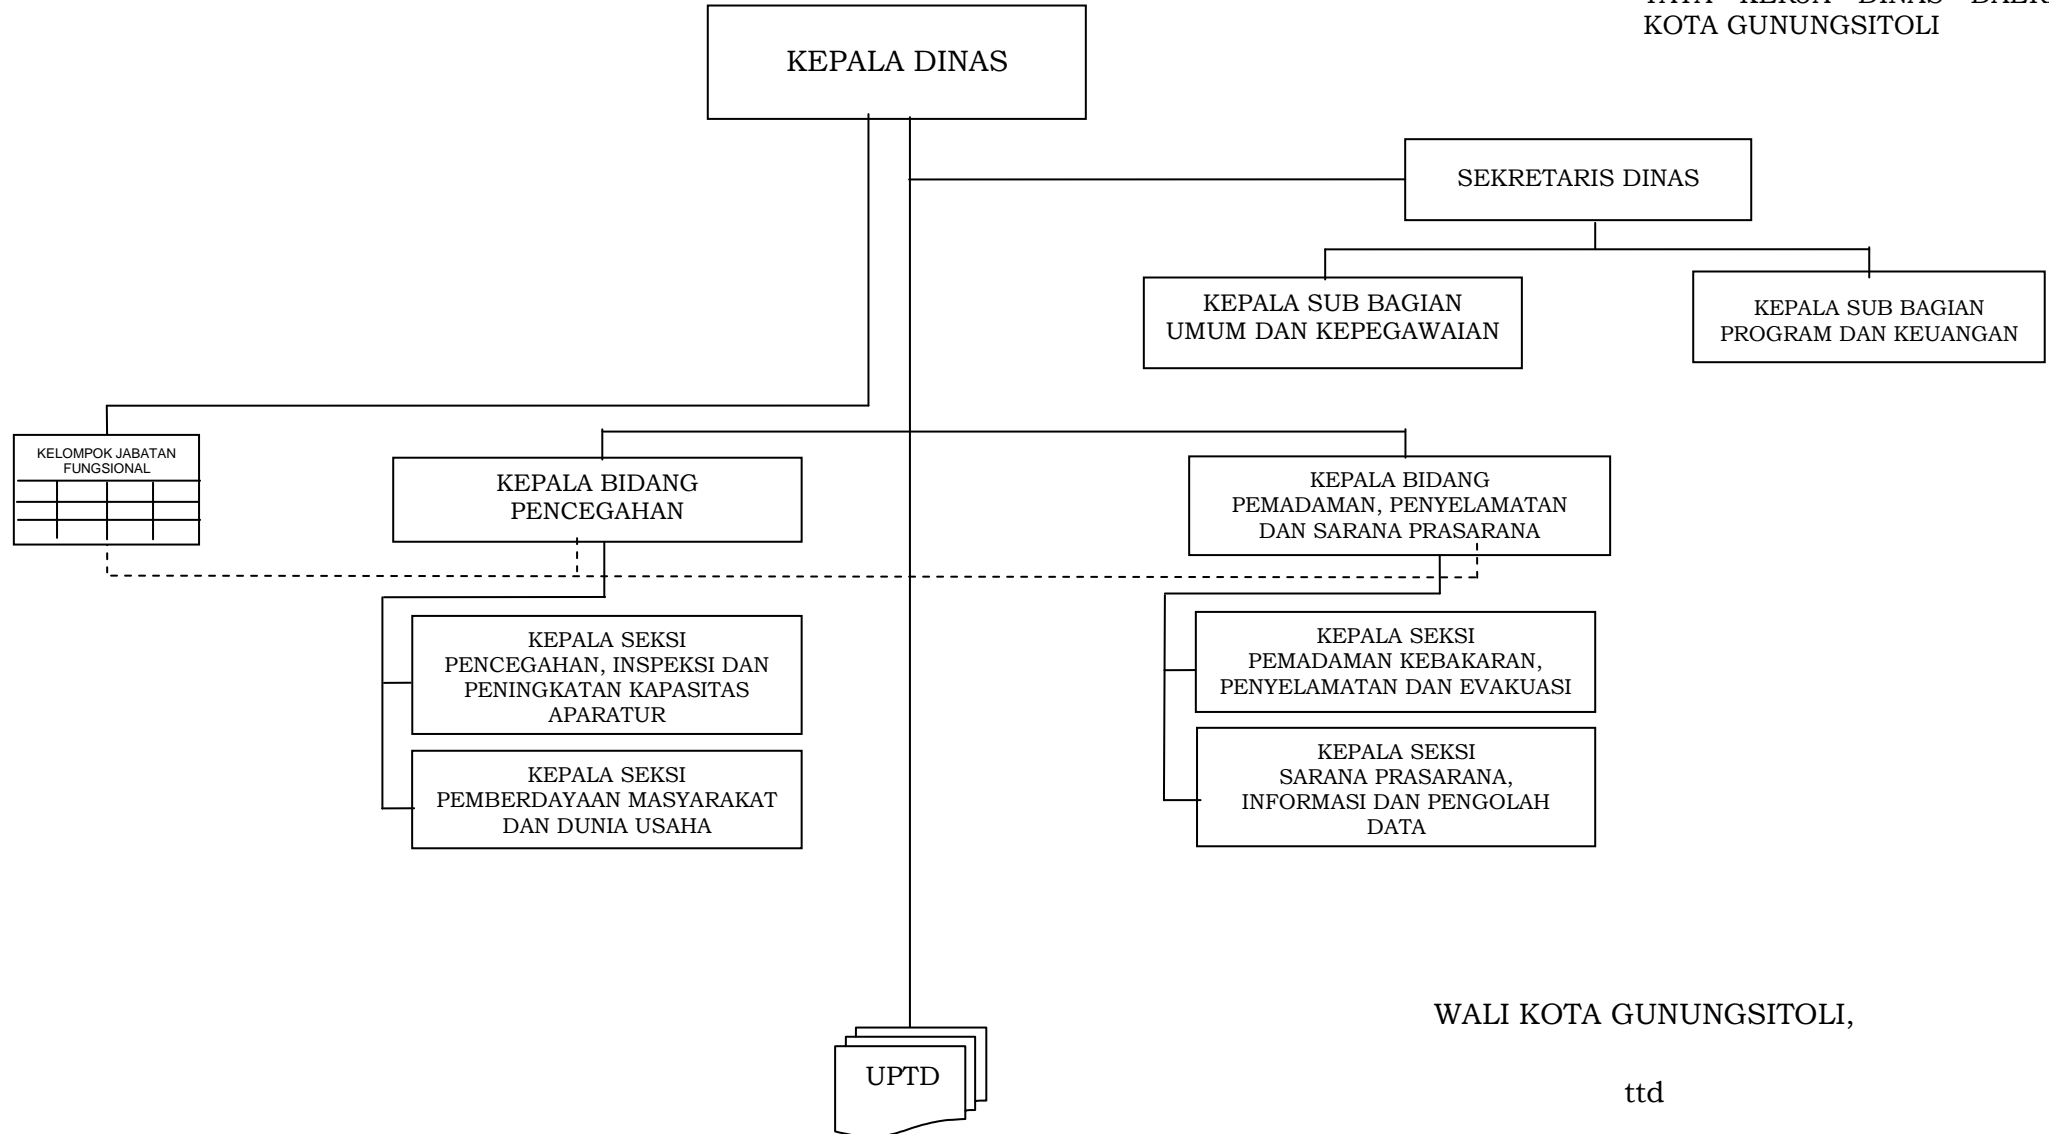 KOTA GUNUNGSITOLI
KEPALA DINAS
SEKRETARIS DINAS
KEPALA SUB BAGIAN
UMUM DAN KEPEGAWAIAN
KEPALA SUB BAGIAN
PROGRAM DAN KEUANGAN
KELOMPOK JABATAN
FUNGSIONAL
KEPALA BIDANG
PENCEGAHAN
KEPALA BIDANG
PEMADAMAN, PENYELAMATAN
DAN SARANA PRASARANA
KEPALA SEKSI
PENCEGAHAN, INSPEKSI DAN
PENINGKATAN KAPASITAS
APARATUR
KEPALA SEKSI
PEMBERDAYAAN MASYARAKAT
DAN DUNIA USAHA
KEPALA SEKSI
PEMADAMAN KEBAKARAN,
PENYELAMATAN DAN EVAKUASI
KEPALA SEKSI
SARANA PRASARANA,
INFORMASI DAN PENGOLAH
DATA
UPTD
WALI KOTA GUNUNGSITOLI,
ttd